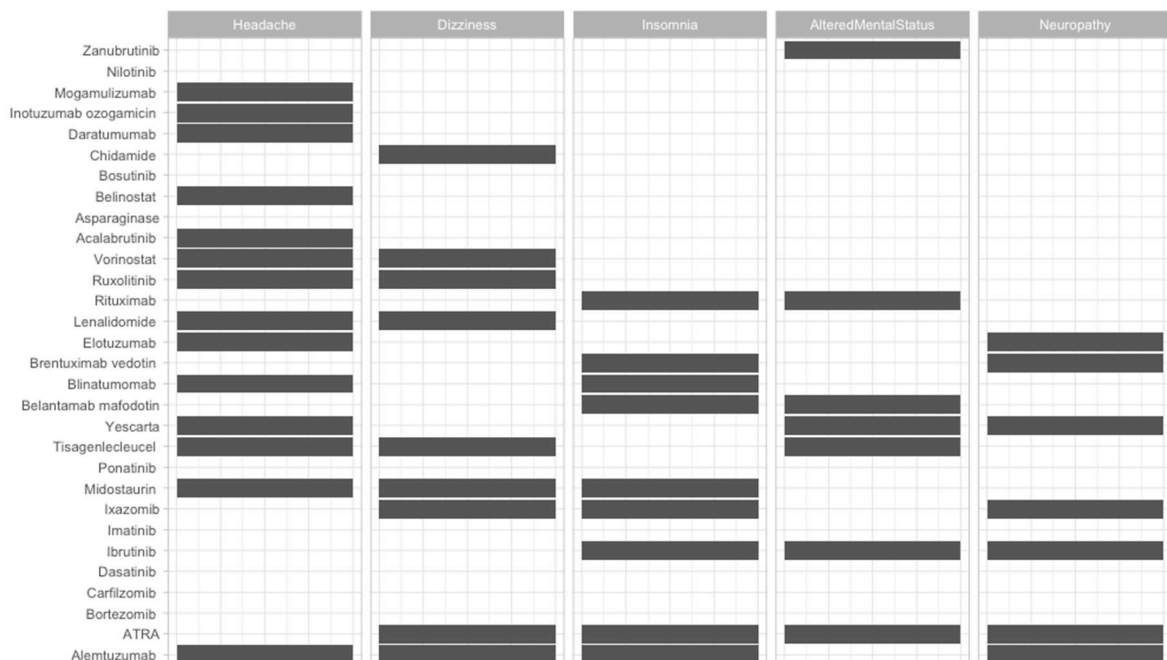 Headache Dizziness Insomnia AlteredMentalStatus Neuropathy
Zanubrutinib
Nilotinib
Mogamulizumab
Inotuzumab ozogamicin
Daratumumab
Chidamide
Bosutinib
Belinostat
Asparaginase
Acalabrutinib
Vorinostat
Ruxolitinib
Rituximab
Lenalidomide
Elotuzumab
Brentuximab vedotin
Blinatumomab
Belantamab mafodotin
Yescarta
Tisagenlecleucel
Ponatinib
Midostaurin
Ixazomib
Imatinib
Ibrutinib
Dasatinib
Carfilzomib
Bortezomib
ATRA
Alemtuzumab